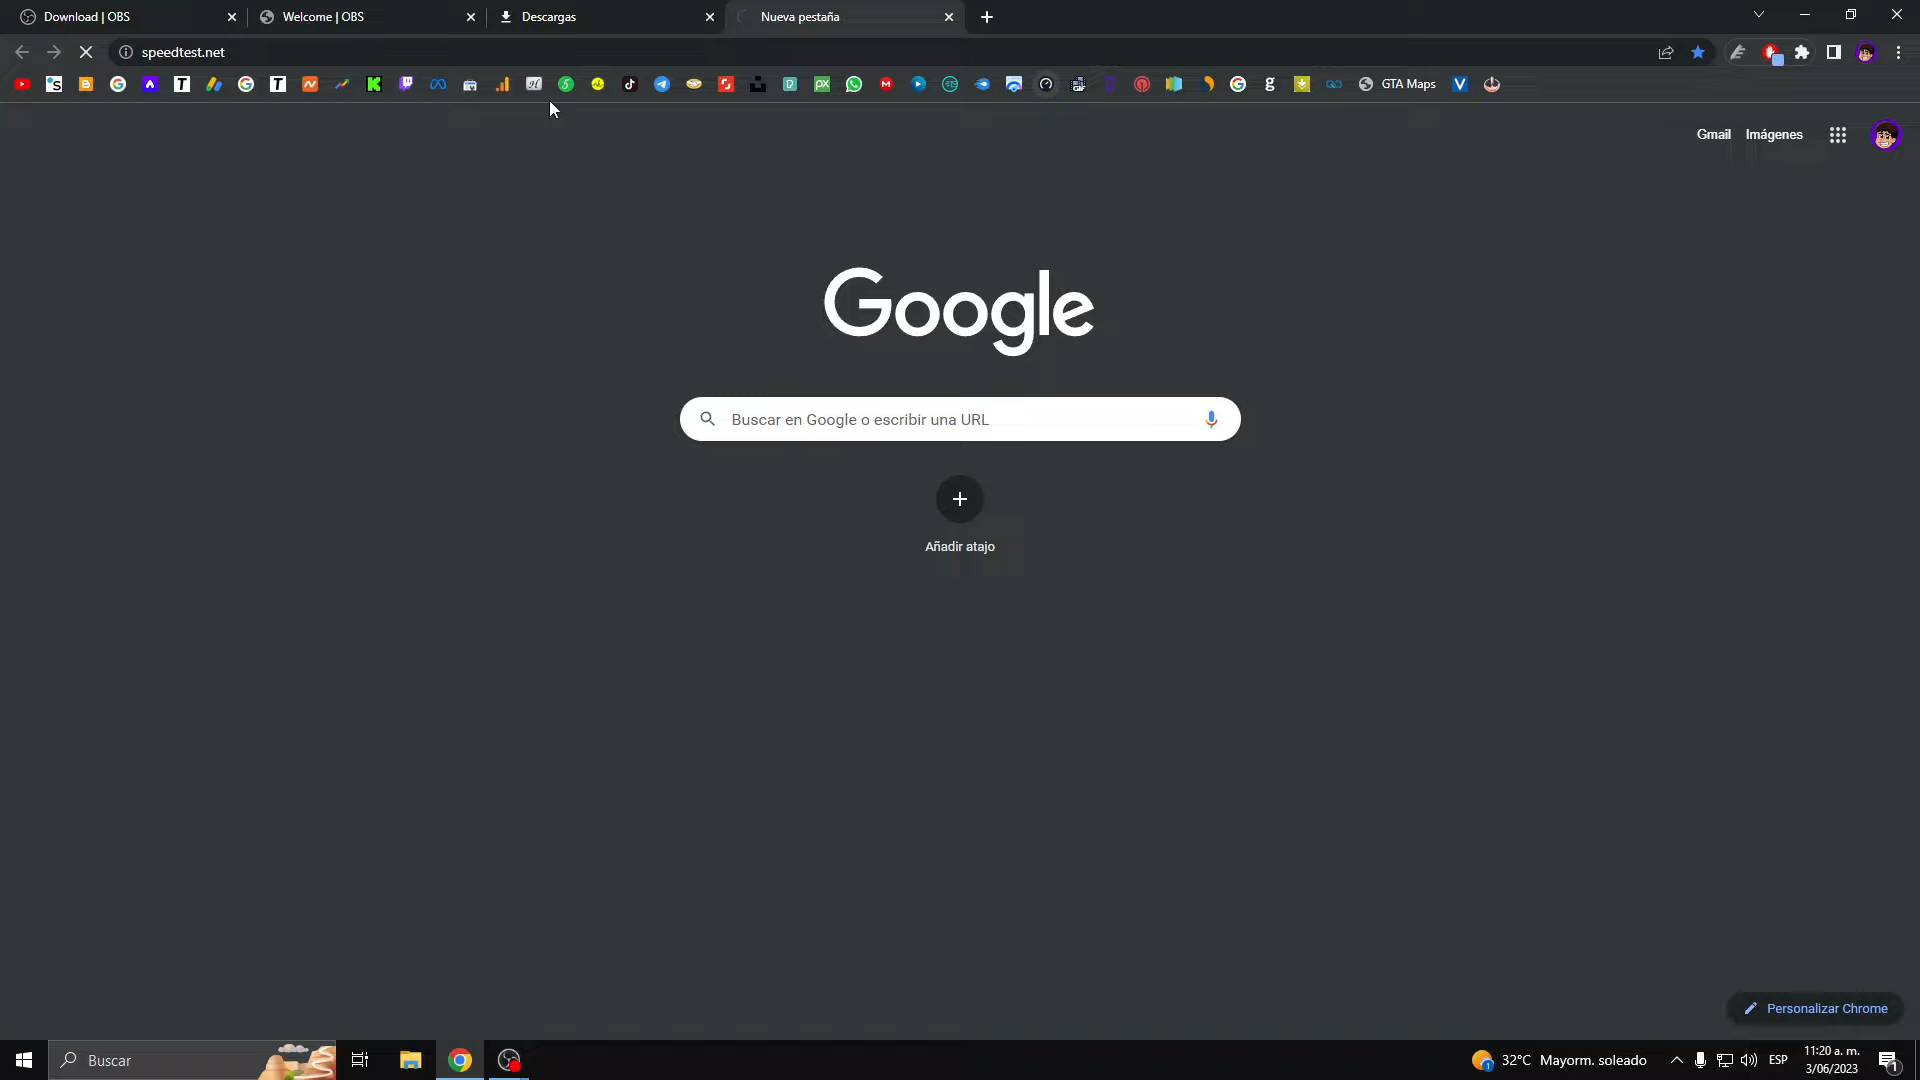 Download | OBS
Welcome | OBS
Descargas
Nueva pestaña
speedtest.net
GTA Maps
Gmail
Imágenes
Google
Buscar en Google o escribir una URL
Añadir atajo
Personalizar Chrome
Buscar
32°C Mayorm. soleado
ESP
11:20 a. m.
3/06/2023
1